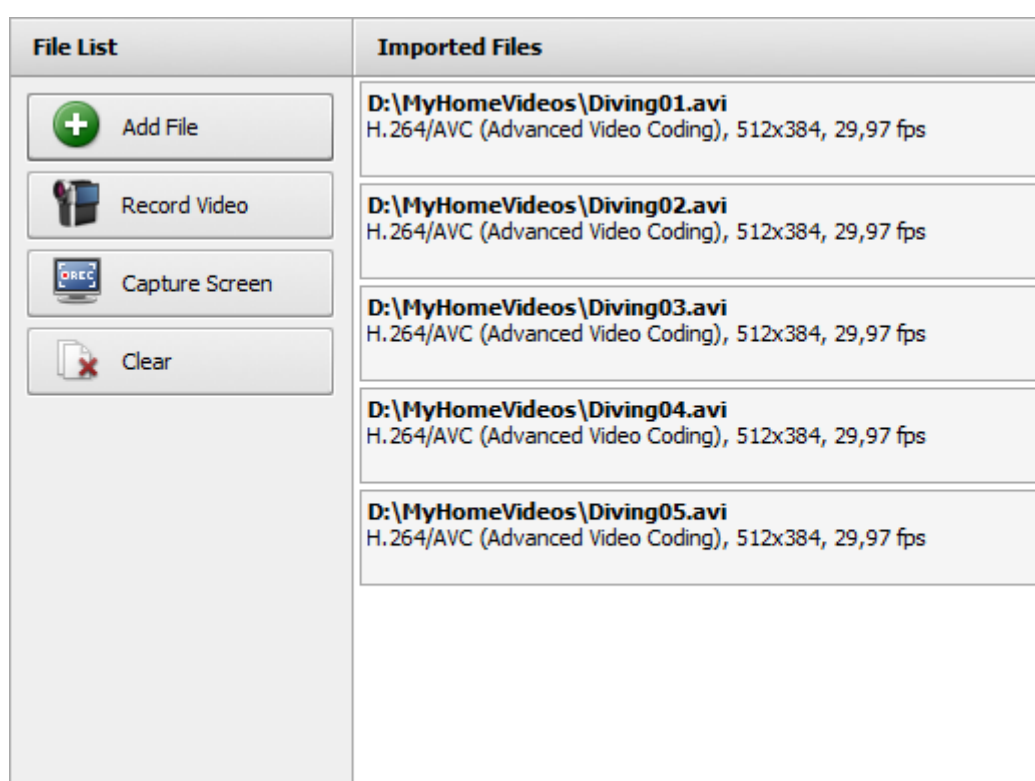 File List
Imported Files
Add File
Record Video
REC
Capture Screen
Clear
D:\MyHomeVideos\Diving01.avi
H.264/AVC (Advanced Video Coding), 512x384, 29,97 fps
D:\MyHomeVideos\Diving02.avi
H.264/AVC (Advanced Video Coding), 512x384, 29,97 fps
D:\MyHomeVideos\Diving03.avi
H.264/AVC (Advanced Video Coding), 512x384, 29,97 fps
D:\MyHomeVideos\Diving04.avi
H.264/AVC (Advanced Video Coding), 512x384, 29,97 fps
D:\MyHomeVideos\Diving05.avi
H.264/AVC (Advanced Video Coding), 512x384, 29,97 fps